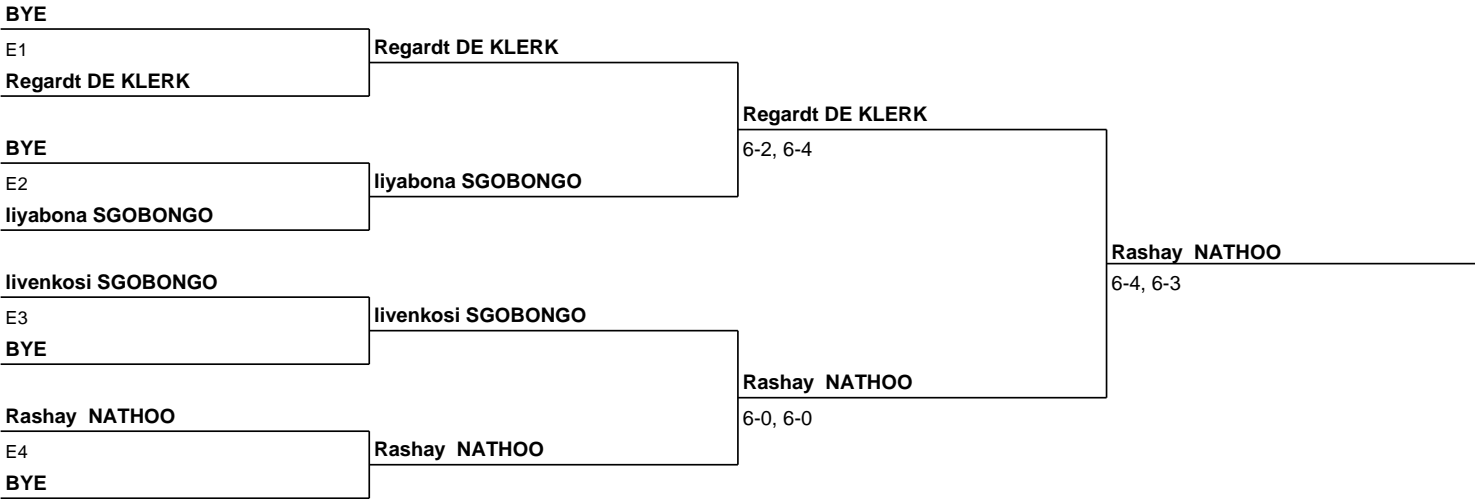 BYE
E1
Regardt DE KLERK
Regardt DE KLERK
Regardt DE KLERK
6-2, 6-4
BYE
E2
liyabona SGOBONGO
liyabona SGOBONGO
Rashay NATHOO
6-4, 6-3
livenkosi SGOBONGO
E3
livenkosi SGOBONGO
BYE
Rashay NATHOO
6-0, 6-0
Rashay NATHOO
E4
Rashay NATHOO
BYE